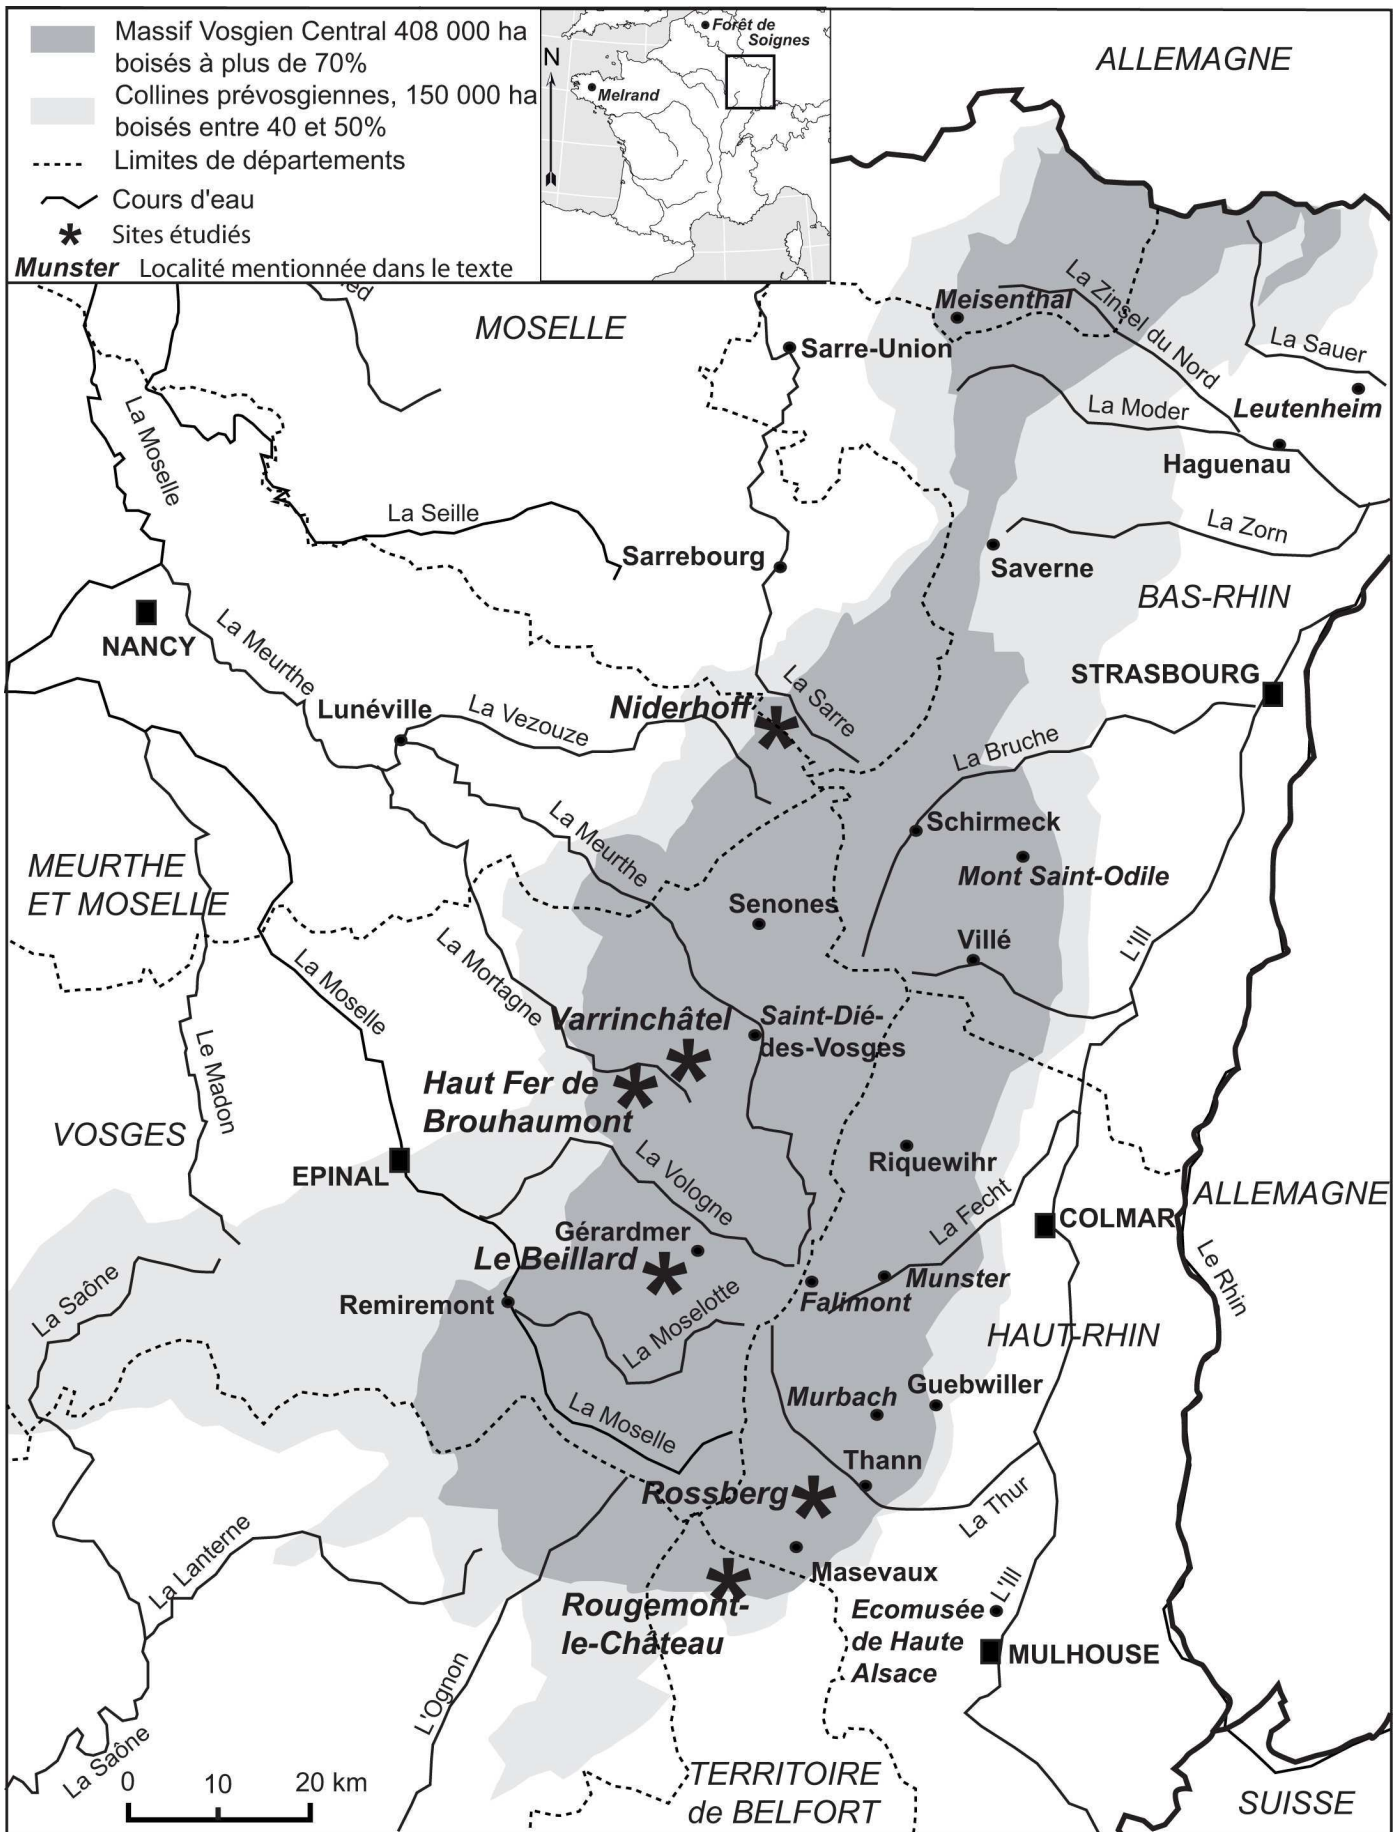 Massif Vosgien Central 408 000 ha
boisés à plus de 70%
Collines prévosgiennes, 150 000 ha
boisés entre 40 et 50%
Limites de départements
Cours d'eau
Sites étudiés
Munster Localité mentionnée dans le texte
N
Forêt de
Soignes
Melrand
ALLEMAGNE
MOSELLE
Meisenthal
La Zinsel du Nord
Sarre-Union
La Sauer
La Moselle
La Moder
Leutenheim
Haguenau
La Seille
La Zorn
Sarrebourg
Saverne
BAS-RHIN
NANCY
La Meurthe
STRASBOURG
La Sarre
Niderhoff
Lunéville
La Vezouze
La Bruche
La Meurthe
Schirmeck
MEURTHE
ET MOSELLE
Mont Saint-Odile
Senones
Villé
L'Ill
La Mortagne
La Moselle
Varrinchâtel
Saint-Dié-
des-Vosges
Le Madon
Haut Fer de
Brouhaumont
VOSGES
EPINAL
Riquewihr
La Vologne
La Fecht
ALLEMAGNE
COLMAR
Gérardmer
Le Beillard
Le Rhin
La Saône
Munster
Falimont
Remiremont
La Moselotte
HAUT-RHIN
Murbach
Guebwiller
La Moselle
Thann
Rossberg
La Thur
La Lanterne
Masevaux
Rougemont-
le-Château
L'Ill
Ecomusée
de Haute
Alsace
MULHOUSE
L'Ognon
La Saône
0 10 20 km
TERRITOIRE
de BELFORT
SUISSE